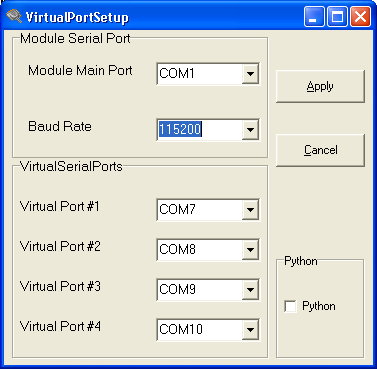 VirtualPortSetup
Module Serial Port
Module Main Port COM1
Baud Rate 115200
Apply
Cancel
VirtualSerialPorts
Virtual Port #1 COM7
Virtual Port #2 COM8
Virtual Port #3 COM9
Virtual Port #4 COM10
Python
Python